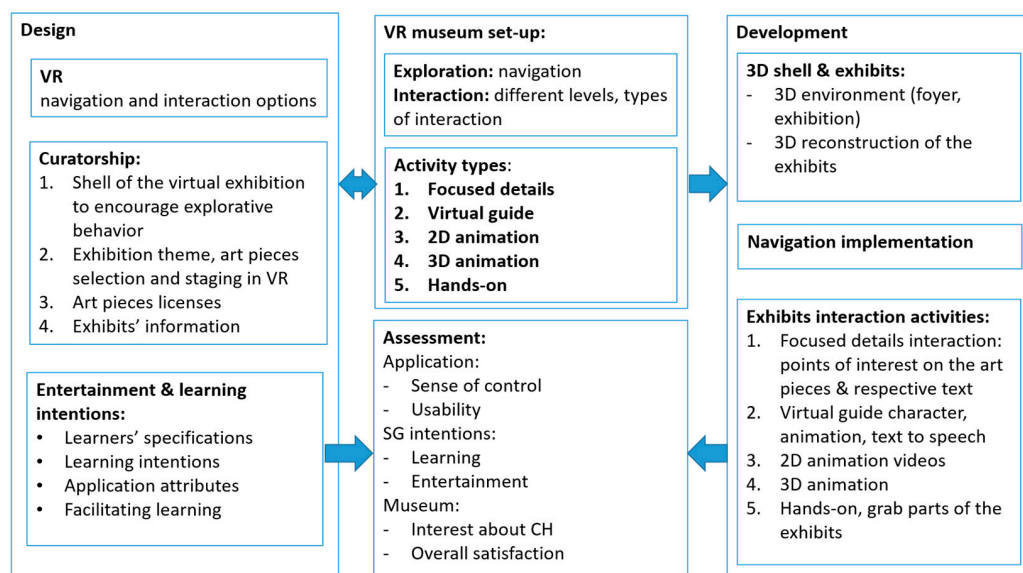 Design
VR
navigation and interaction options
Curatorship:
1. Shell of the virtual exhibition
to encourage explorative
behavior
2. Exhibition theme, art pieces
selection and staging in VR
3. Art pieces licenses
4. Exhibits’ information
Entertainment & learning
intentions:
• Learners’ specifications
• Learning intentions
• Application attributes
• Facilitating learning
VR museum set-up:
Exploration: navigation
Interaction: different levels, types
of interaction
Activity types:
1. Focused details
2. Virtual guide
3. 2D animation
4. 3D animation
5. Hands-on
Assessment:
Application:
- Sense of control
- Usability
SG intentions:
- Learning
- Entertainment
Museum:
- Interest about CH
- Overall satisfaction
Development
3D shell & exhibits:
- 3D environment (foyer,
exhibition)
- 3D reconstruction of the
exhibits
Navigation implementation
Exhibits interaction activities:
1. Focused details interaction:
points of interest on the art
pieces & respective text
2. Virtual guide character,
animation, text to speech
3. 2D animation videos
4. 3D animation
5. Hands-on, grab parts of the
exhibits